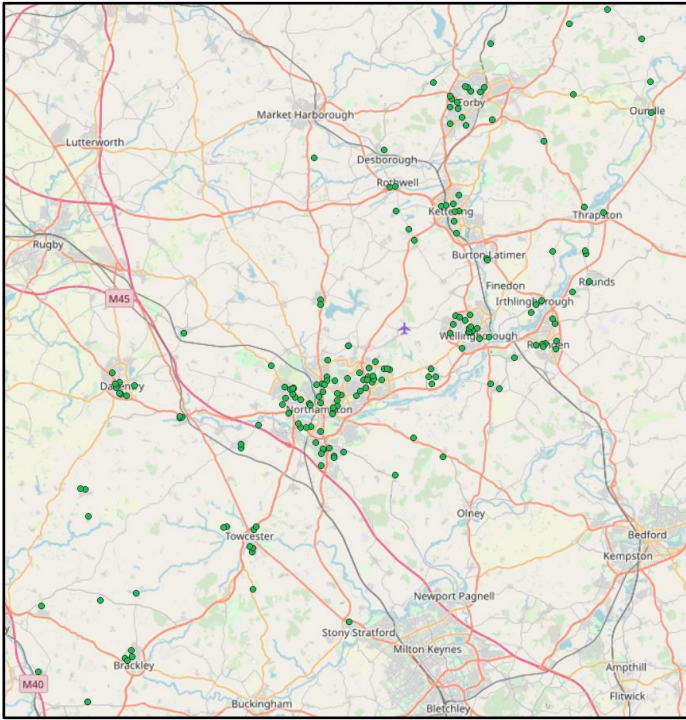 Corby
Market Harborough
Oundle
Lutterworth
Desborough
Rothwell
Kettering
Thrapston
Rugby
Burton Latimer
Finedon
Raunds
M45
Irthlingborough
Wellingborough
Rushden
Daventry
Northampton
Olney
Towcester
Bedford
Kempston
Newport Pagnell
Stony Stratford
Milton Keynes
Brackley
Ampthill
M40
Flitwick
Buckingham
Bletchley